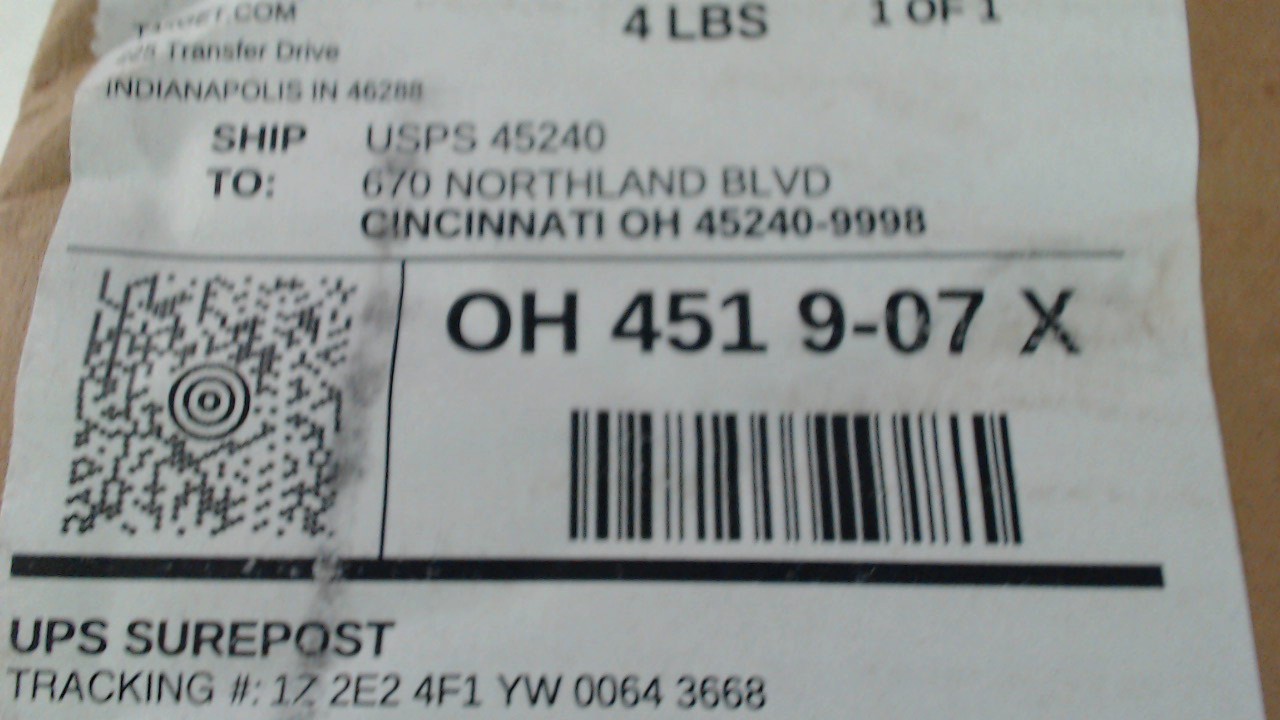 4 LBS 1 OF 1
Transfer Drive
INDIANAPOLIS IN 46288
SHIP USPS 45240
TO: 670 NORTHLAND BLVD
CINCINNATI OH 45240-9998
OH 451 9-07 X
UPS SUREPOST
TRACKING #: 1Z 2E2 4F1 YW 0064 3668